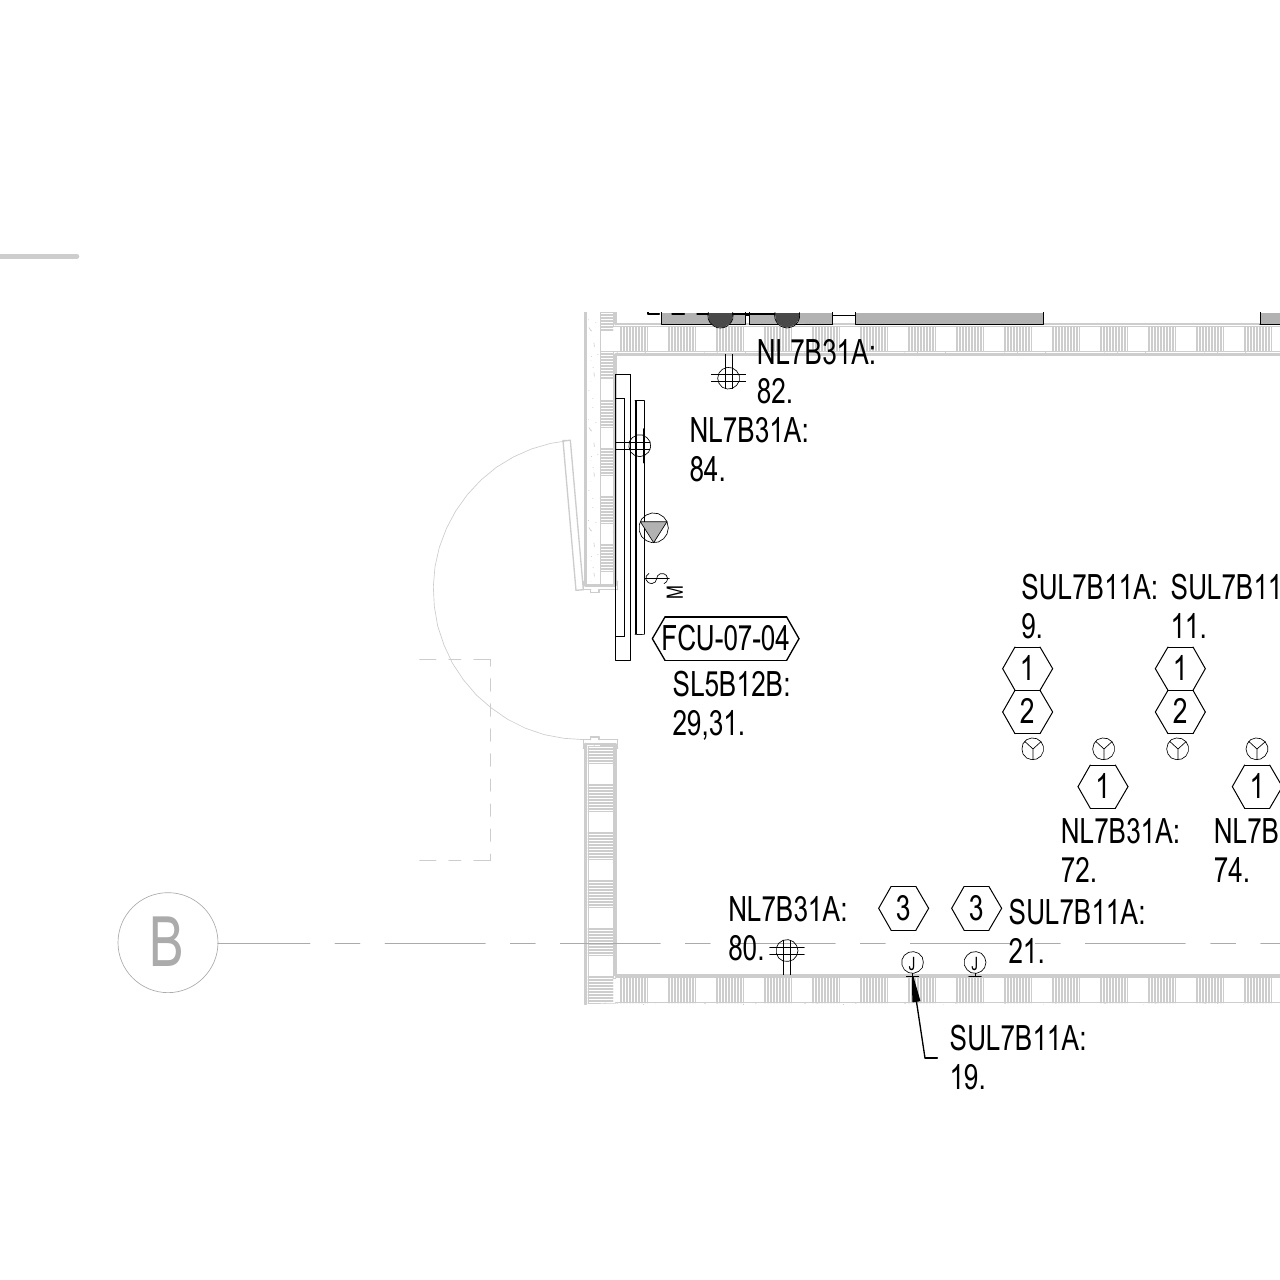 NL7B31A:
82.
NL7B31A:
84.
S
M
FCU-07-04
SL5B12B:
29,31.
SUL7B11A:
9.
1
2
SUL7B11
11.
1
2
1
NL7B31A:
72.
1
NL7B
74.
B
NL7B31A:
80.
3
3
SUL7B11A:
21.
J
J
SUL7B11A:
19.